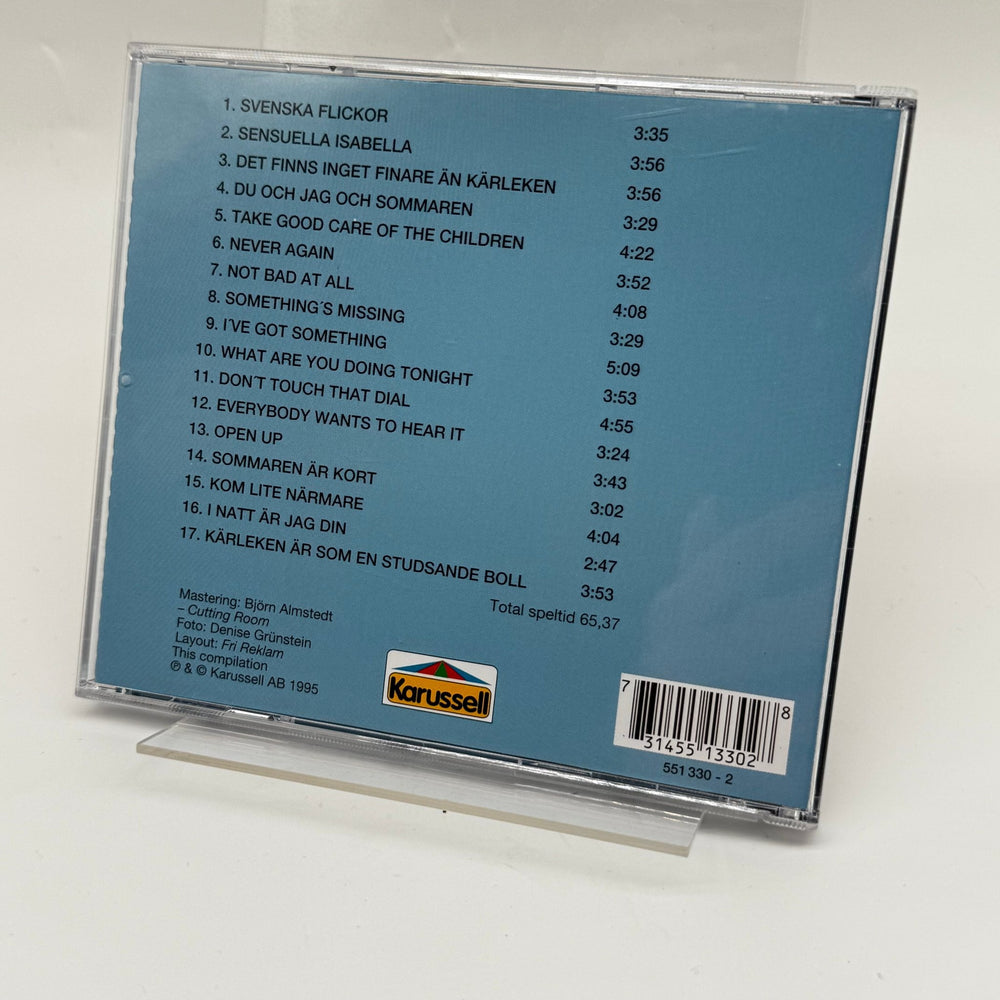 1. SVENSKA FLICKOR 3:35
2. SENSUELLA ISABELLA 3:56
3. DET FINNS INGET FINARE ÄN KÄRLEKEN 3:56
4. DU OCH JAG OCH SOMMAREN 3:29
5. TAKE GOOD CARE OF THE CHILDREN 4:22
6. NEVER AGAIN 3:52
7. NOT BAD AT ALL 4:08
8. SOMETHING´S MISSING 3:29
9. I´VE GOT SOMETHING 5:09
10. WHAT ARE YOU DOING TONIGHT 3:53
11. DON´T TOUCH THAT DIAL 4:55
12. EVERYBODY WANTS TO HEAR IT 3:24
13. OPEN UP 3:43
14. SOMMAREN ÄR KORT 3:02
15. KOM LITE NÄRMARE 4:04
16. I NATT ÄR JAG DIN 2:47
17. KÄRLEKEN ÄR SOM EN STUDSANDE BOLL 3:53
Total speltid 65,37
Mastering: Björn Almstedt
– Cutting Room
Foto: Denise Grünstein
Layout: Fri Reklam
This compilation
℗ & © Karussell AB 1995
Karussell
7 31455 13302 8
551 330 - 2